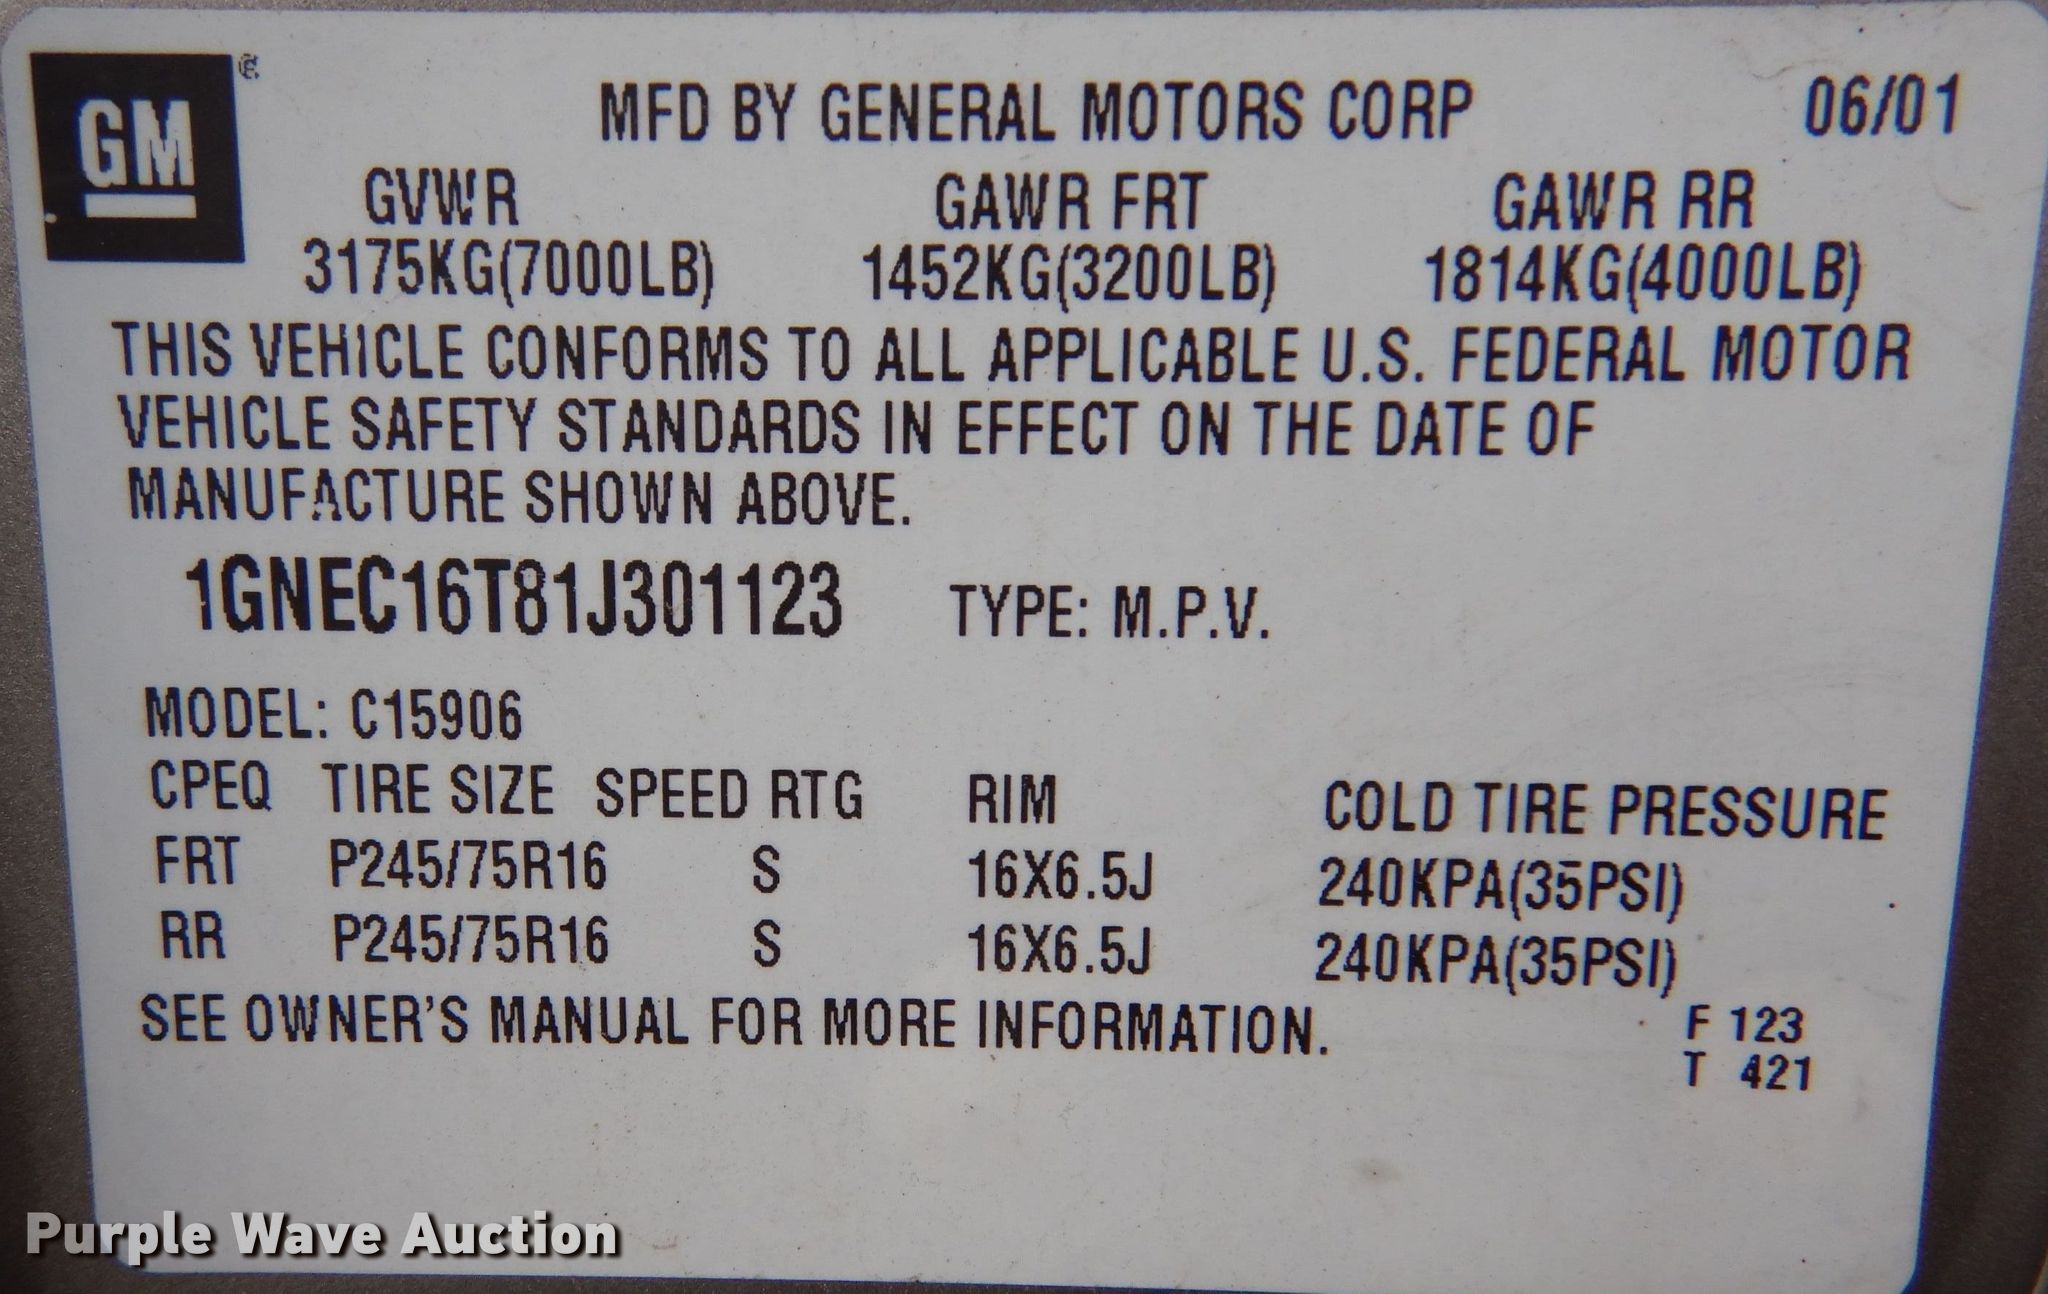 GM
MFD BY GENERAL MOTORS CORP 06/01
GVWR GAWR FRT GAWR RR
3175KG(7000LB) 1452KG(3200LB) 1814KG(4000LB)
THIS VEHICLE CONFORMS TO ALL APPLICABLE U.S. FEDERAL MOTOR
VEHICLE SAFETY STANDARDS IN EFFECT ON THE DATE OF
MANUFACTURE SHOWN ABOVE.
1GNEC16T81J301123 TYPE: M.P.V.
MODEL: C15906
CPEQ TIRE SIZE SPEED RTG RIM COLD TIRE PRESSURE
FRT P245/75R16 S 16X6.5J 240KPA(35PSI)
RR P245/75R16 S 16X6.5J 240KPA(35PSI)
SEE OWNER'S MANUAL FOR MORE INFORMATION.
F 123
T 421
Purple Wave Auction